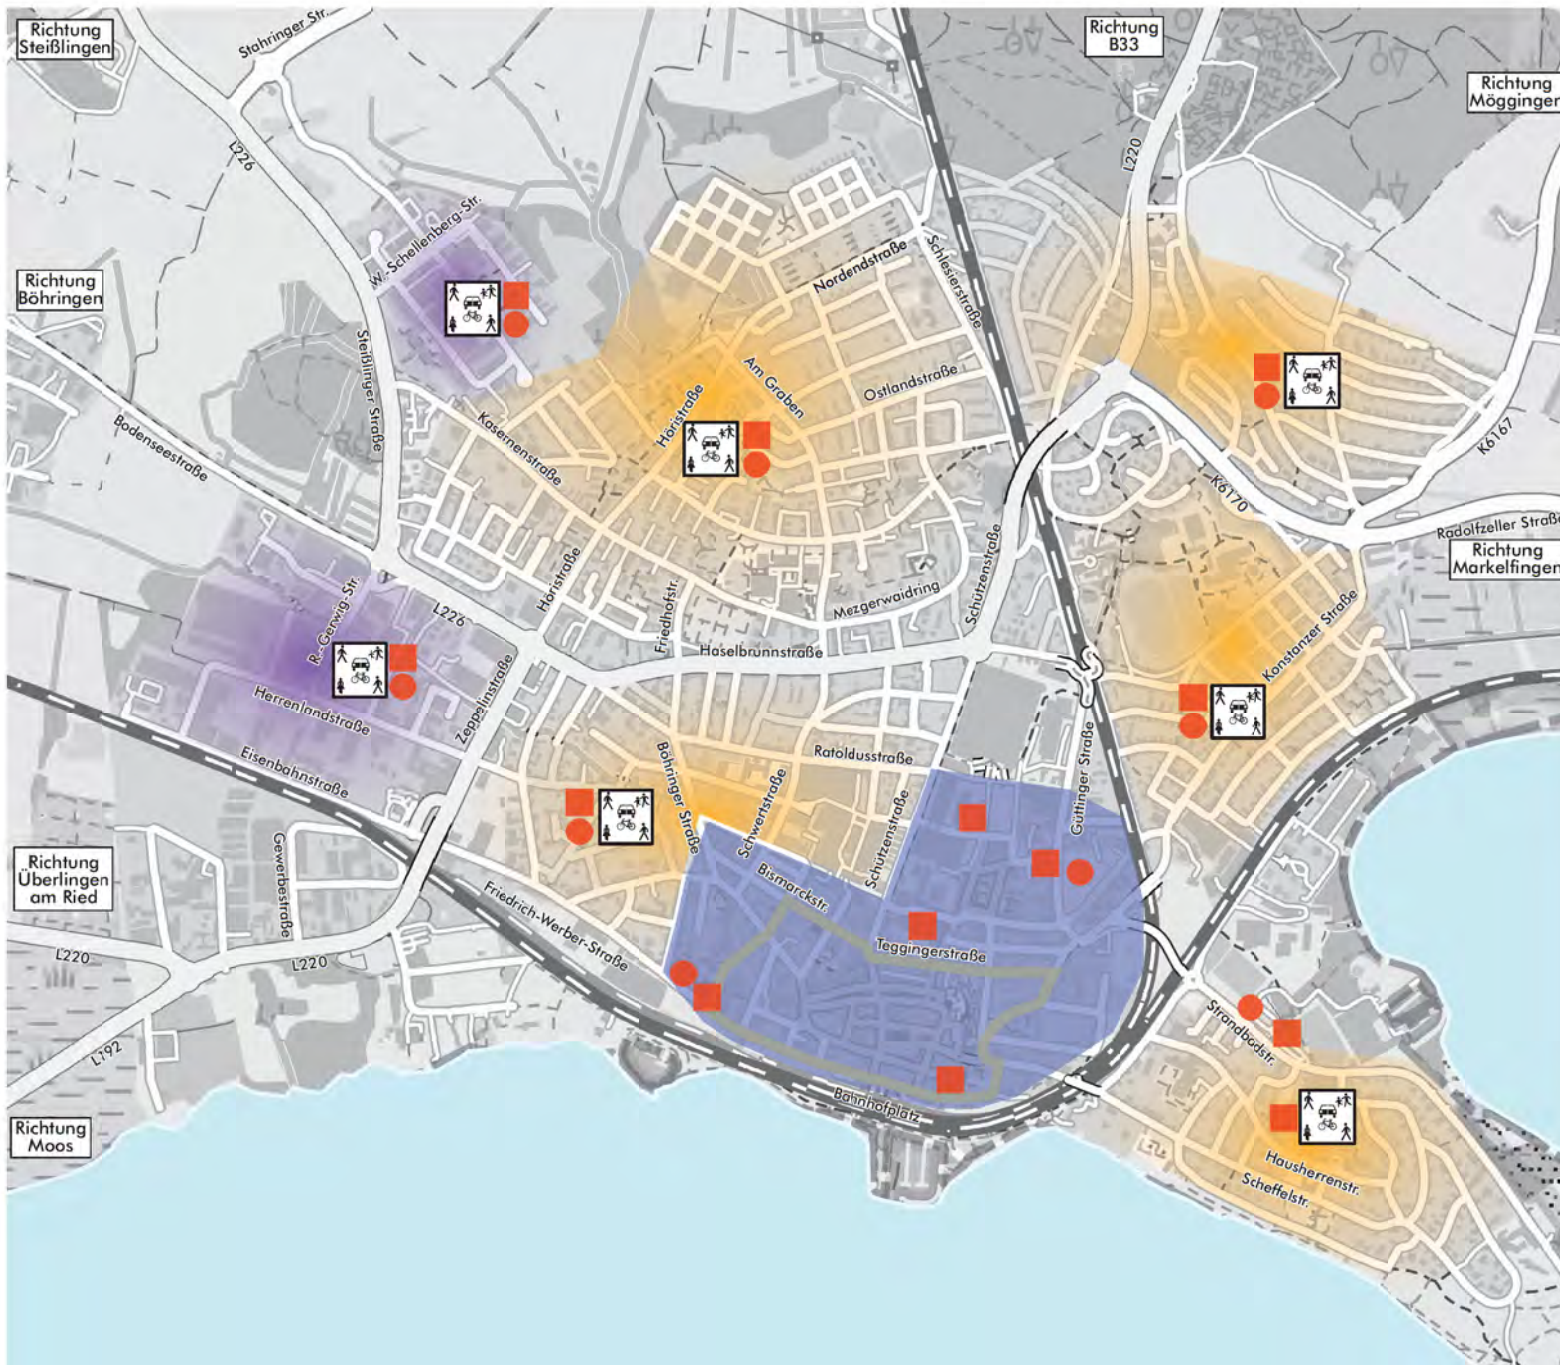 Richtung
Steißlingen
Stahringer Str.
Richtung
B33
Richtung
Möggingen
L226
L220
W.-Schellenberg-Str.
Richtung
Böhringen
Nordendstraße
Schlesierstraße
Steißlinger Straße
Am Graben
Ostlandstraße
Höristraße
Bodenseestraße
Kasernenstraße
K6167
K6170
Radolfzeller Straße
Richtung
Markelfingen
R.-Gerwig-Str.
L226
Höristraße
Friedhofstr.
Mezgerwaidring
Schützenstraße
Haselbrunnstraße
Konstanzer Straße
Herrenlandstraße
Zeppelinstraße
Eisenbahnstraße
Böhringer Straße
Ratoldusstraße
Güttinger Straße
Schwertstraße
Schützenstraße
Gewerbestraße
Richtung
Überlingen
am Ried
Bismarckstr.
Friedrich-Werber-Straße
Teggingerstraße
L220
L220
Strandbadstr.
L192
Bahnhofplatz
Richtung
Moos
Hausherrenstr.
Scheffelstr.